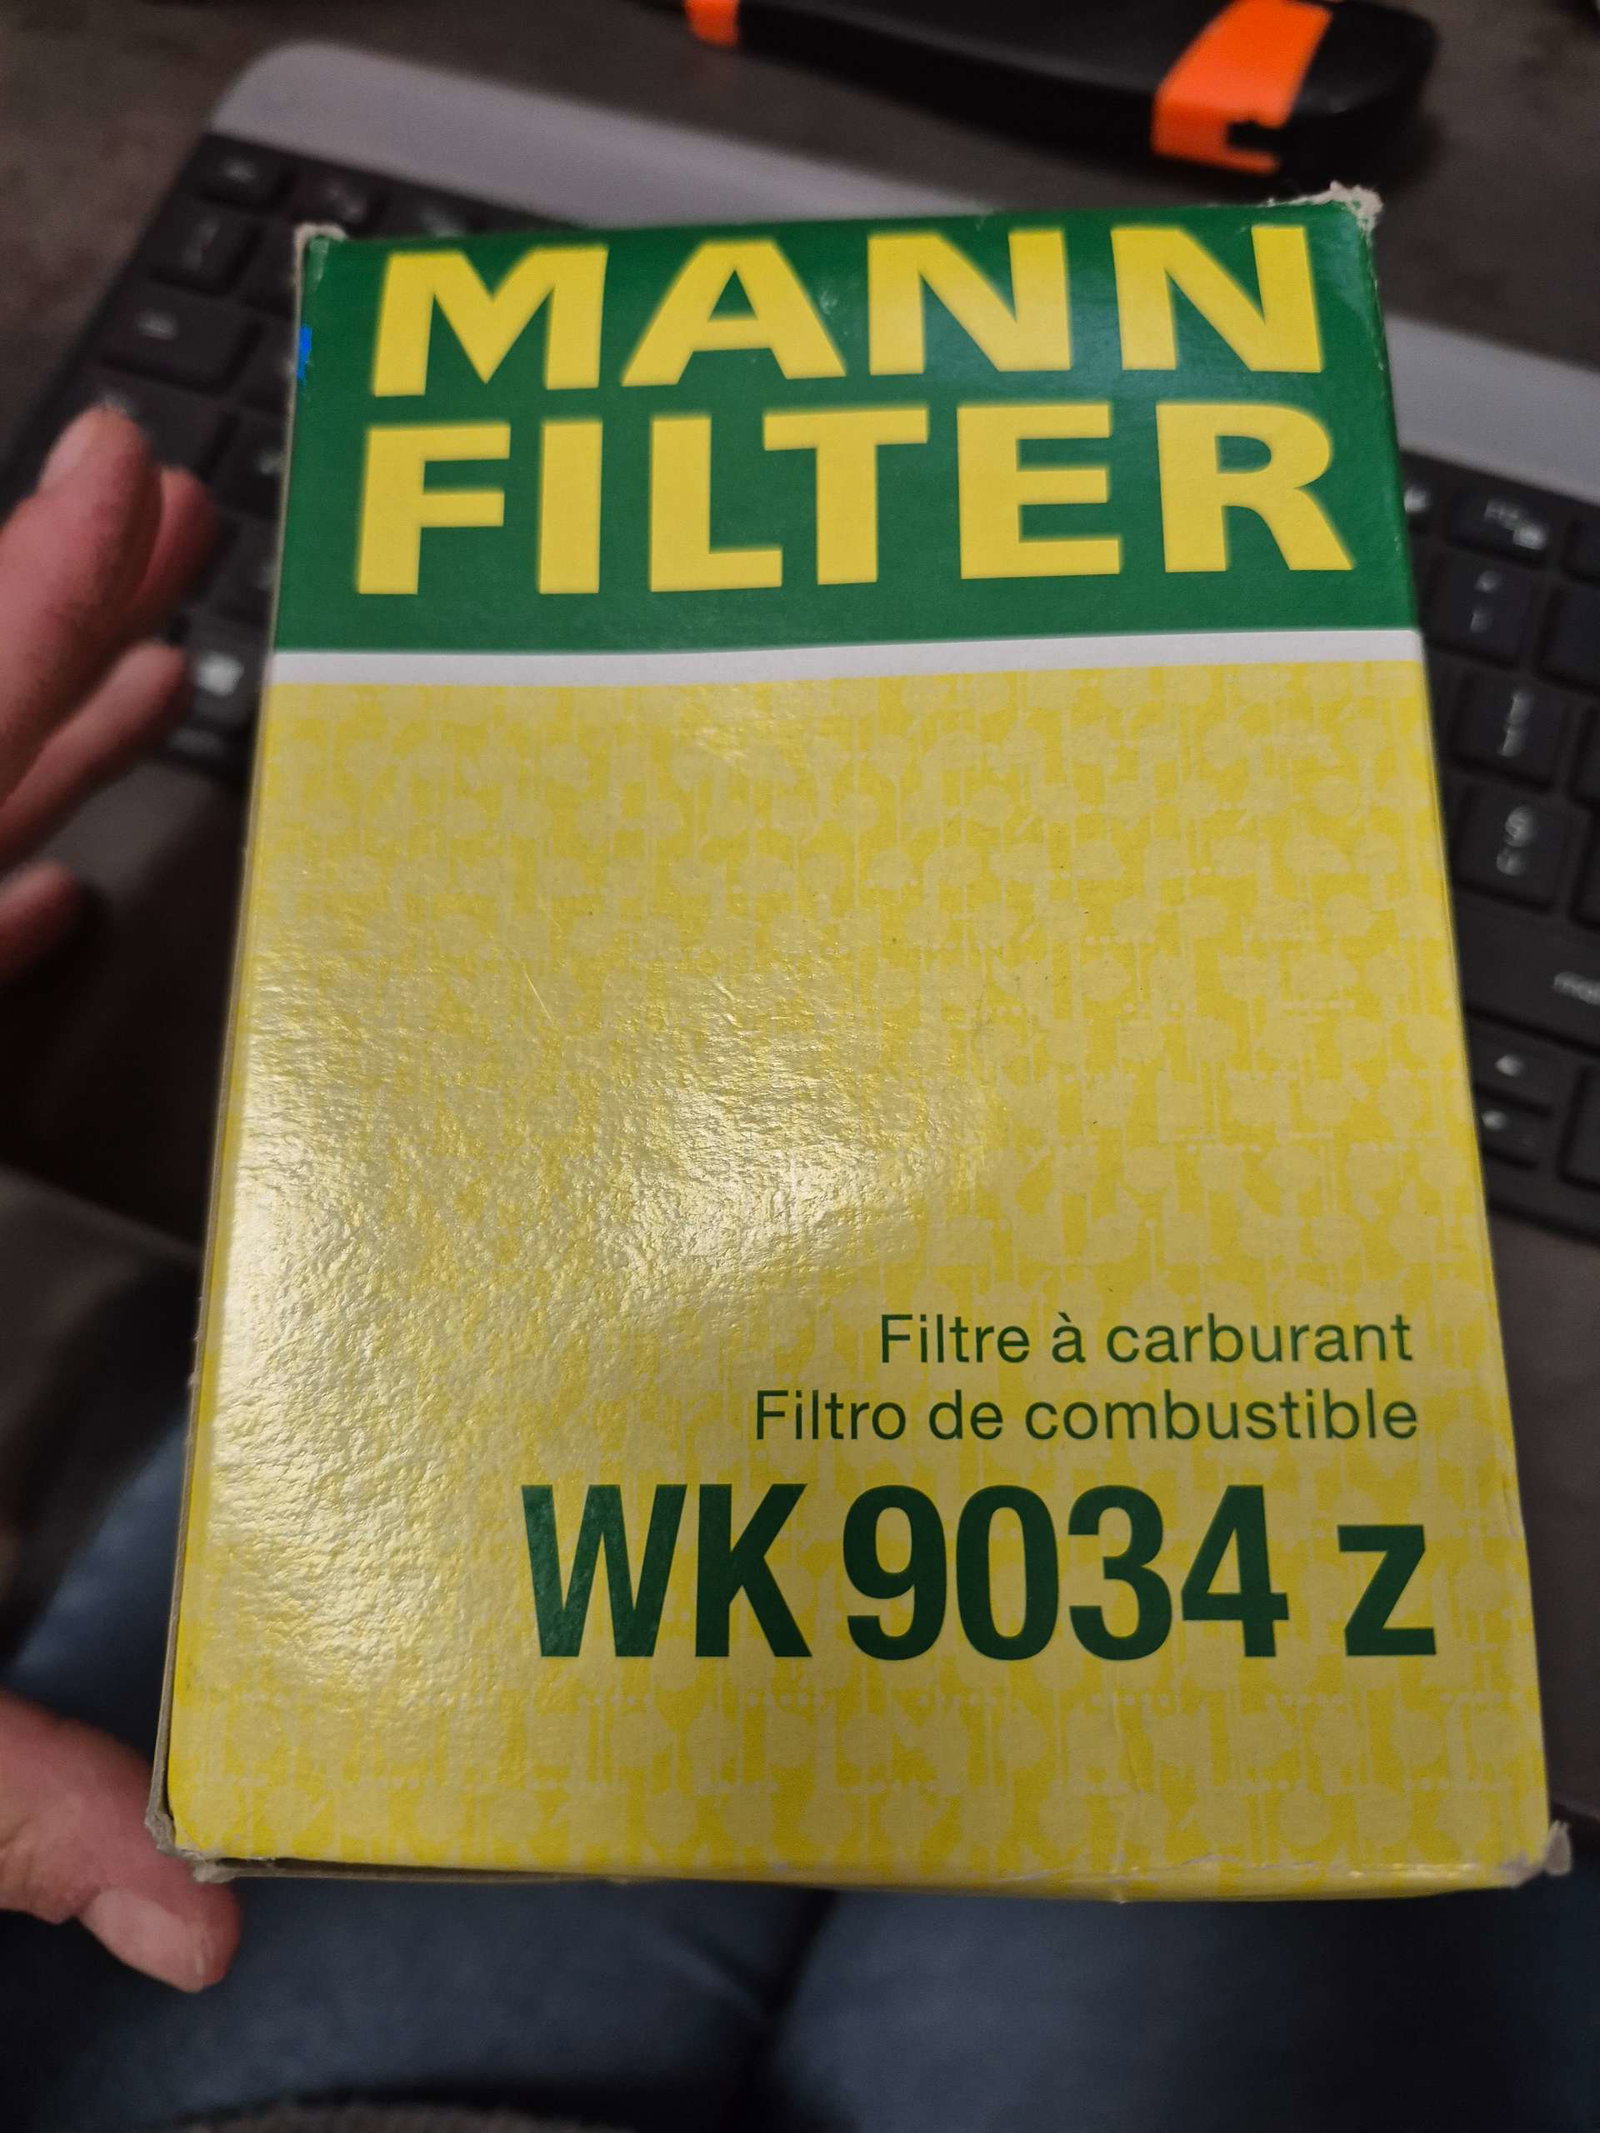 MANN
FILTER
Filtre à carburant
Filtro de combustible
WK 9034 z